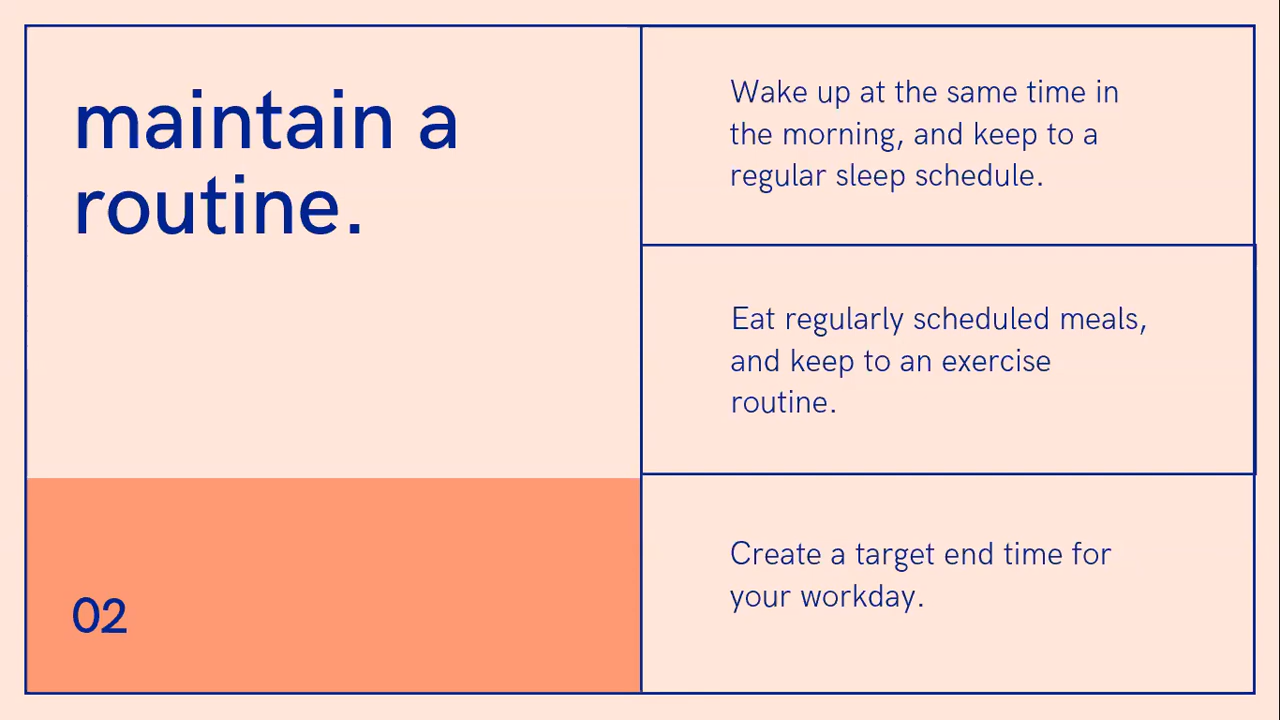 maintain a
routine.
02
Wake up at the same time in
the morning, and keep to a
regular sleep schedule.
Eat regularly scheduled meals,
and keep to an exercise
routine.
Create a target end time for
your workday.